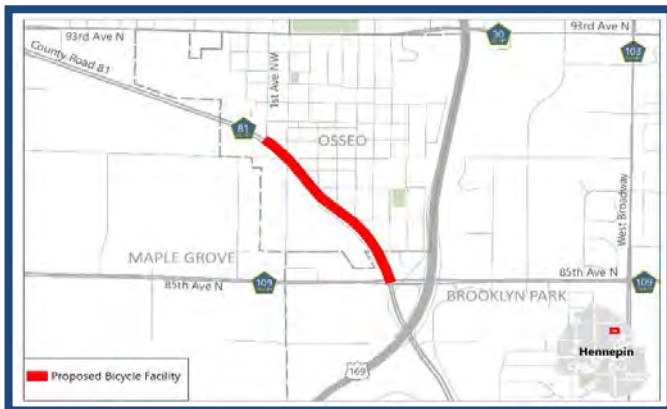 93rd Ave N
30
93rd Ave N
103
County Road 81
1st Ave NW
81
OSSEO
West Broadway
MAPLE GROVE
109
85th Ave N
85th Ave N
109
BROOKLYN PARK
169
Hennepin
Proposed Bicycle Facility